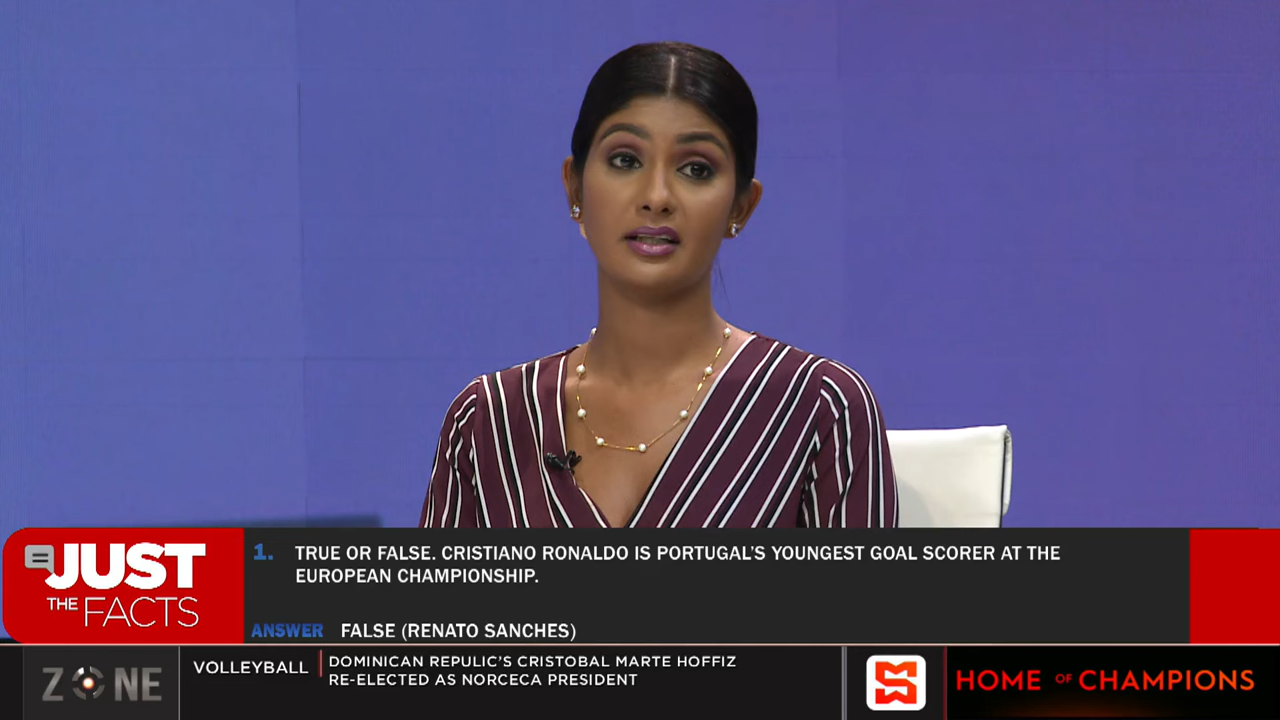 JUST
THE FACTS
1. TRUE OR FALSE. CRISTIANO RONALDO IS PORTUGAL'S YOUNGEST GOAL SCORER AT THE
EUROPEAN CHAMPIONSHIP.
ANSWER FALSE (RENATO SANCHES)
ZONE
VOLLEYBALL
DOMINICAN REPULIC'S CRISTOBAL MARTE HOFFIZ
RE-ELECTED AS NORCECA PRESIDENT
HOME OF CHAMPIONS